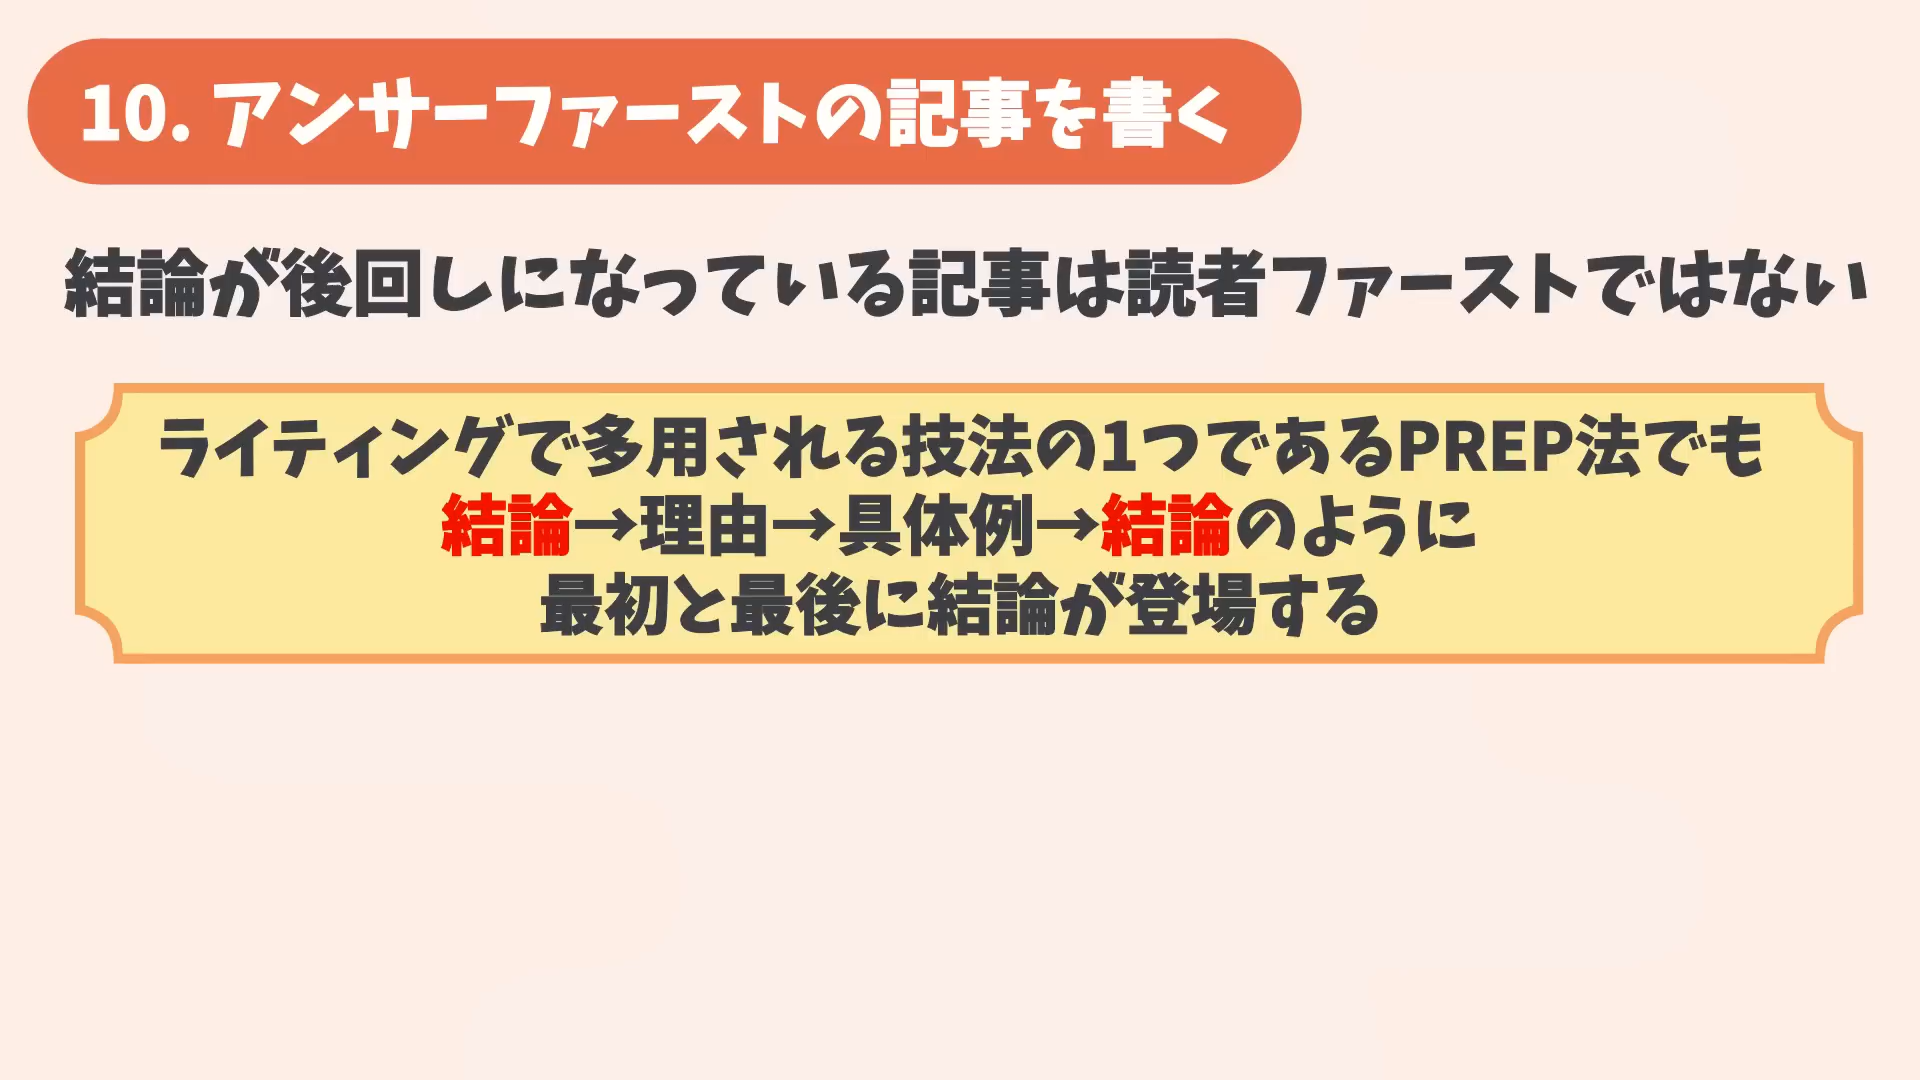 10. アンサーファーストの記事を書く
結論が後回しになっている記事は読者ファーストではない
ライティングで多用される技法の1つであるPREP法でも
結論→理由→具体例→結論のように
最初と最後に結論が登場する